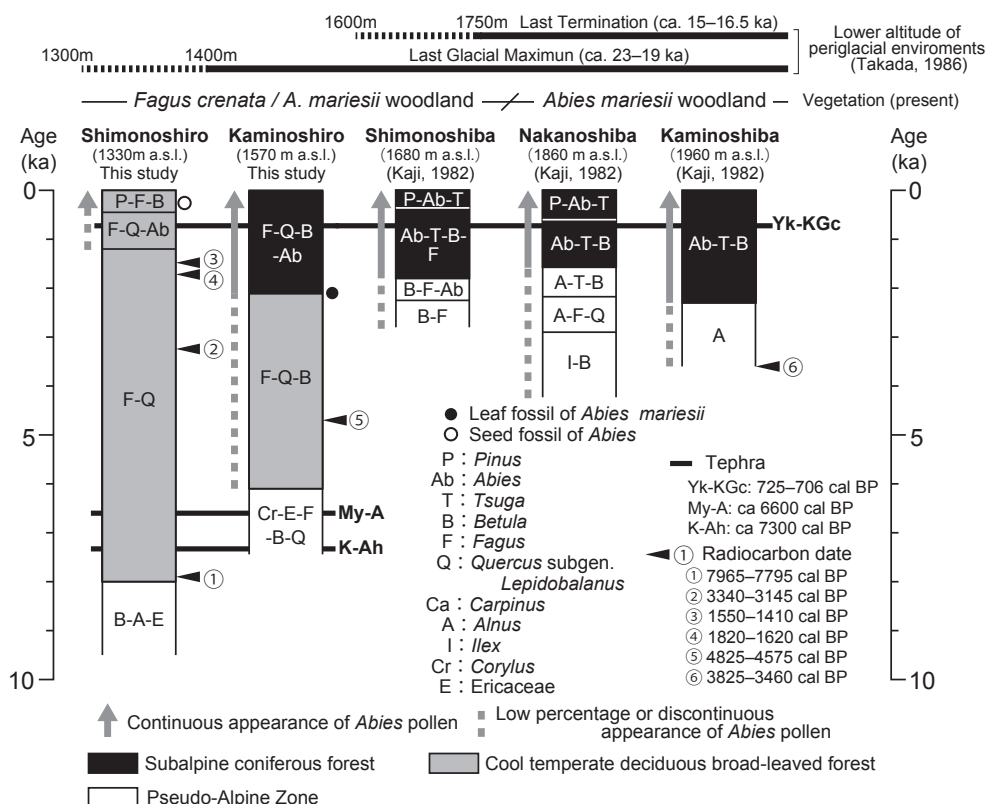 1600m 1750m Last Termination (ca. 15–16.5 ka)
1300m 1400m Last Glacial Maximun (ca. 23–19 ka)
Lower altitude of
periglacial enviroments
(Takada, 1986)
Fagus crenata / A. mariesii woodland Abies mariesii woodland Vegetation (present)
Age
(ka)
Shimonoshiro
(1330m a.s.l.)
This study
Kaminoshiro
(1570 m a.s.l.)
This study
Shimonoshiba
(1680 m a.s.l.)
(Kaji, 1982)
Nakanoshiba
(1860 m a.s.l.)
(Kaji, 1982)
Kaminoshiba
(1960 m a.s.l.)
(Kaji, 1982)
Age
(ka)
0
5
10
P-F-B
F-Q-Ab
③
④
②
F-Q
①
B-A-E
F-Q-B
-Ab
F-Q-B
⑤
Cr-E-F
-B-Q
My-A
K-Ah
P-Ab-T
Ab-T-B-
F
B-F-Ab
B-F
P-Ab-T
Ab-T-B
A-T-B
A-F-Q
I-B
Ab-T-B
A
⑥
Yk-KGc
0
5
10
Leaf fossil of Abies mariesii
Seed fossil of Abies
P : Pinus
Ab : Abies
T : Tsuga
B : Betula
F : Fagus
Q : Quercus subgen.
Lepidobalanus
Ca : Carpinus
A : Alnus
I : Ilex
Cr : Corylus
E : Ericaceae
Tephra
Yk-KGc: 725–706 cal BP
My-A: ca 6600 cal BP
K-Ah: ca 7300 cal BP
① Radiocarbon date
① 7965–7795 cal BP
② 3340–3145 cal BP
③ 1550–1410 cal BP
④ 1820–1620 cal BP
⑤ 4825–4575 cal BP
⑥ 3825–3460 cal BP
Continuous appearance of Abies pollen
Low percentage or discontinuous
appearance of Abies pollen
Subalpine coniferous forest
Cool temperate deciduous broad-leaved forest
Pseudo-Alpine Zone